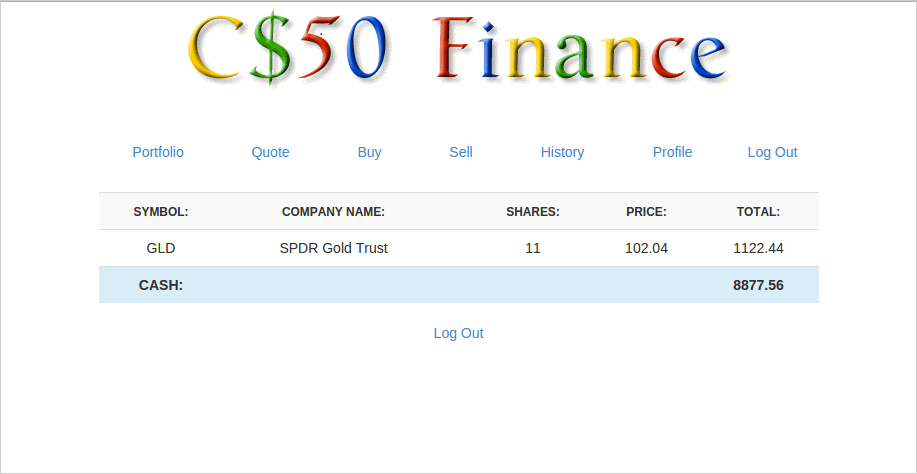 C$50 Finance
Portfolio Quote Buy Sell History Profile Log Out
SYMBOL: COMPANY NAME: SHARES: PRICE: TOTAL:
GLD SPDR Gold Trust 11 102.04 1122.44
CASH: 8877.56
Log Out